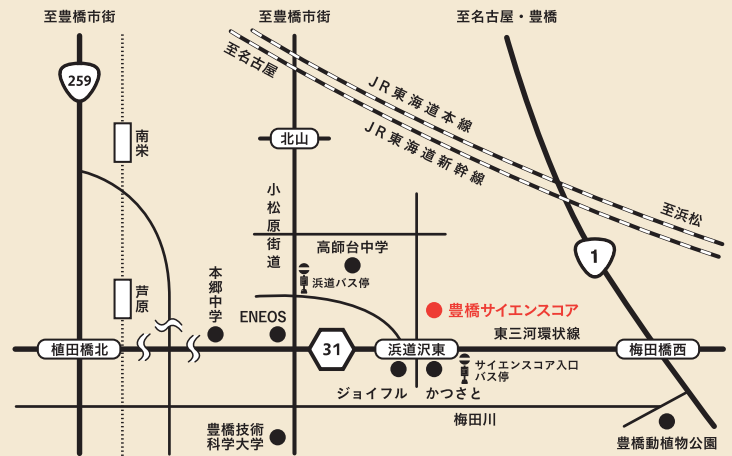 至豊橋市街
至豊橋市街
至名古屋・豊橋
至名古屋
259
JR東海道本線
JR東海道新幹線
南栄
北山
小松原街道
至浜松
高師台中学
1
浜道バス停
芦原
本郷中学
ENEOS
豊橋サイエンスコア
東三河環状線
植田橋北
31
浜道沢東
梅田橋西
サイエンスコア入口
バス停
ジョイフル
かつさと
梅田川
豊橋技術
科学大学
豊橋動植物公園